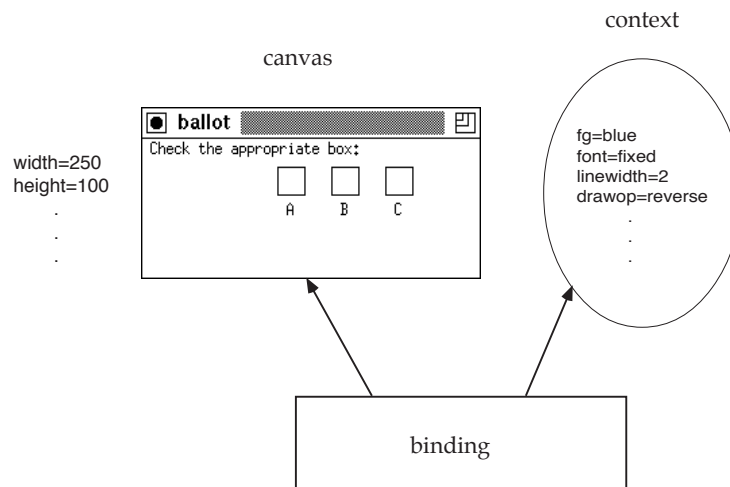 context
canvas
ballot
Check the appropriate box:
A B C
width=250
height=100
.
.
.
fg=blue
font=fixed
linewidth=2
drawop=reverse
.
.
.
binding